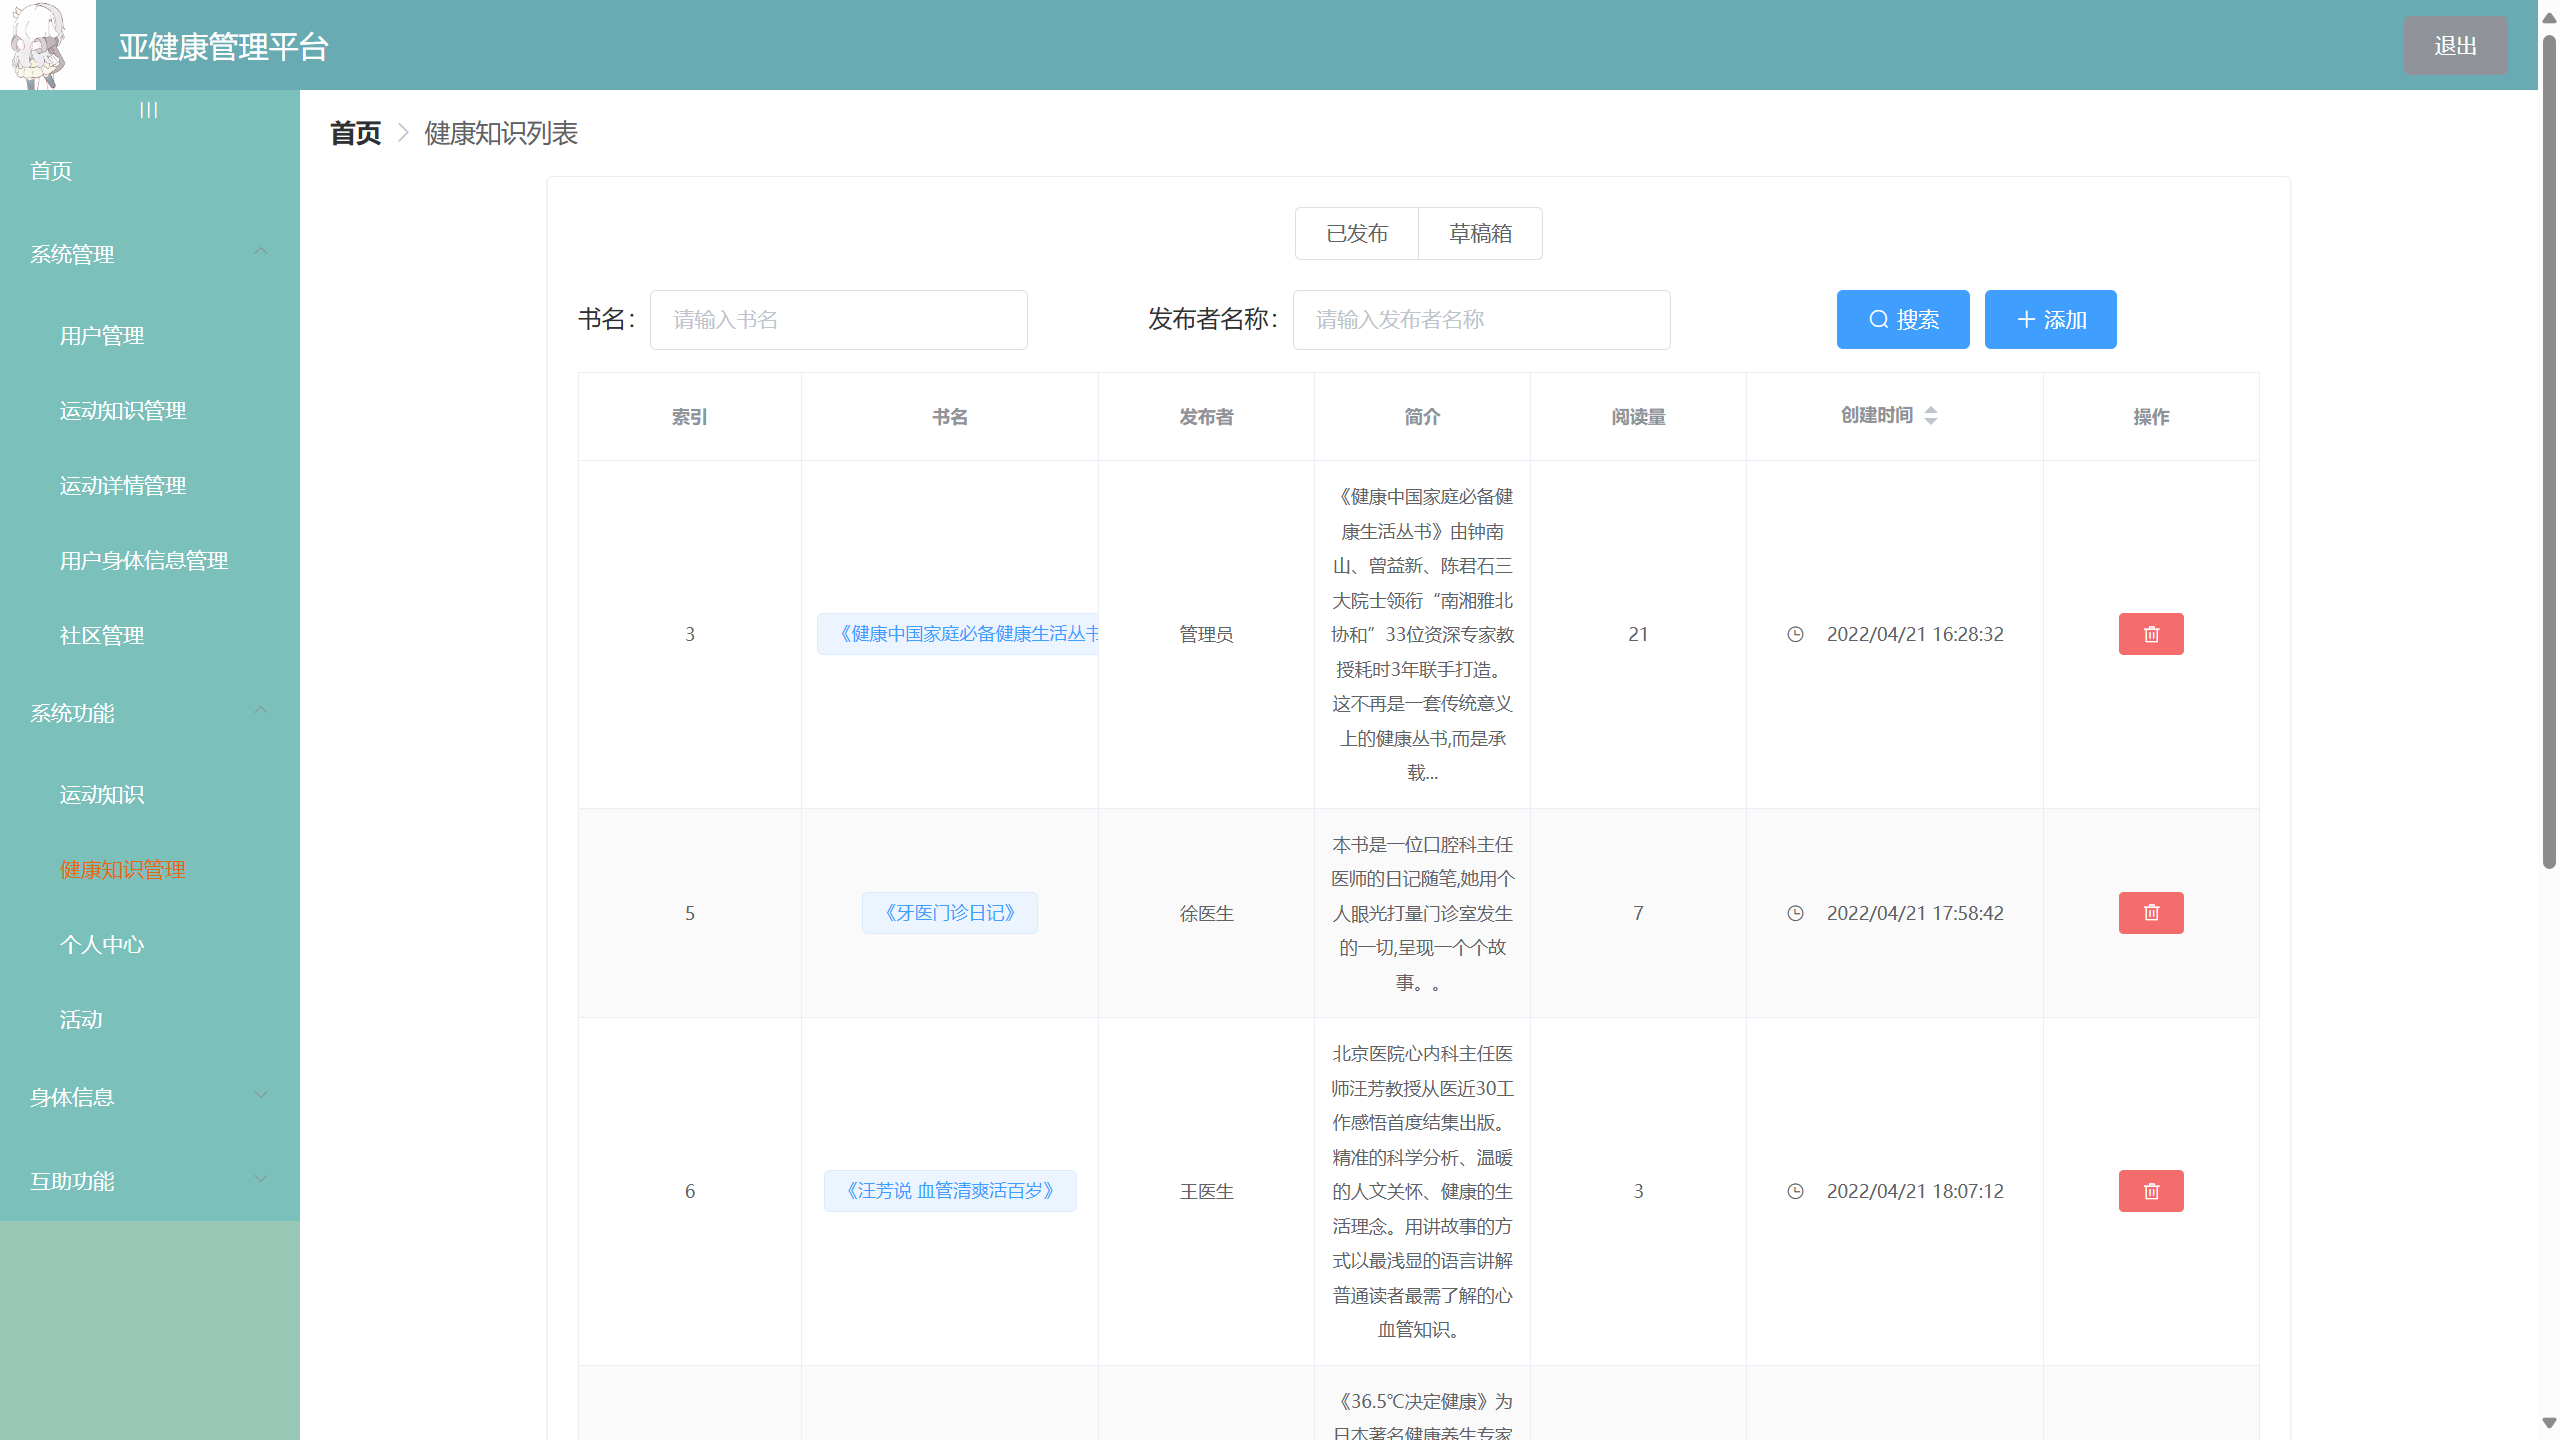 亚健康管理平台
退出
首页
系统管理
用户管理
运动知识管理
运动详情管理
用户身体信息管理
社区管理
系统功能
运动知识
健康知识管理
个人中心
活动
身体信息
互助功能
首页 > 健康知识列表
已发布 草稿箱
书名： 请输入书名 发布者名称： 请输入发布者名称 搜索 添加
索引 书名 发布者 简介 阅读量 创建时间 操作
3
《健康中国家庭必备健康生活丛书
管理员
《健康中国家庭必备健
康生活丛书》由钟南
山、曾益新、陈君石三
大院士领衔“南湘雅北
协和”33位资深专家教
授耗时3年联手打造。
这不再是一套传统意义
上的健康丛书,而是承
载...
21
2022/04/21 16:28:32
5
《牙医门诊日记》
徐医生
本书是一位口腔科主任
医师的日记随笔,她用个
人眼光打量门诊室发生
的一切,呈现一个个故
事。。
7
2022/04/21 17:58:42
6
《汪芳说 血管清爽活百岁》
王医生
北京医院心内科主任医
师汪芳教授从医近30工
作感悟首度结集出版。
精准的科学分析、温暖
的人文关怀、健康的生
活理念。用讲故事的方
式以最浅显的语言讲解
普通读者最需了解的心
血管知识。
3
2022/04/21 18:07:12
《36.5℃决定健康》为
日本著名健康养生专家